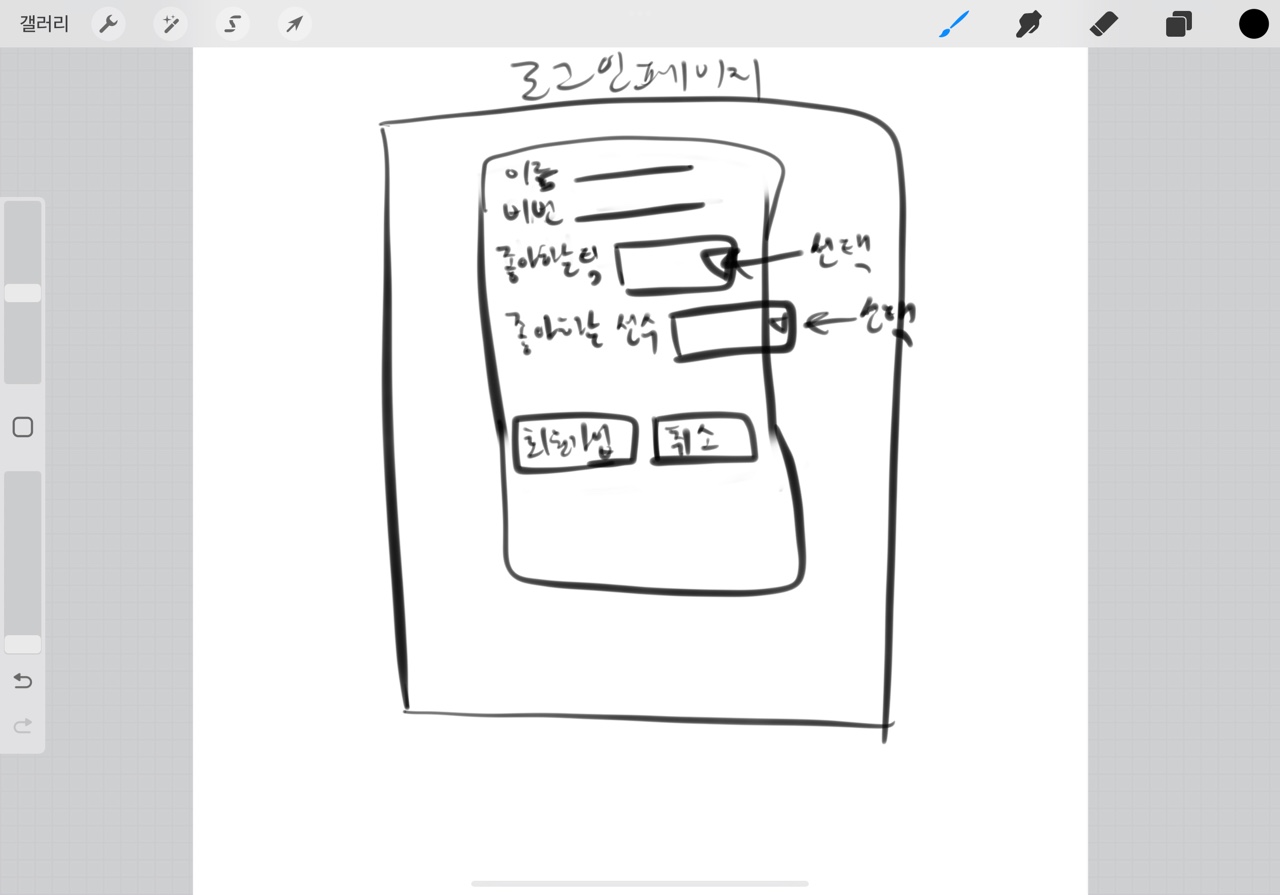 갤러리
로그인페이지
이름
비번
좋아하는팀
선택
좋아하는 선수
선택
회원가입
취소